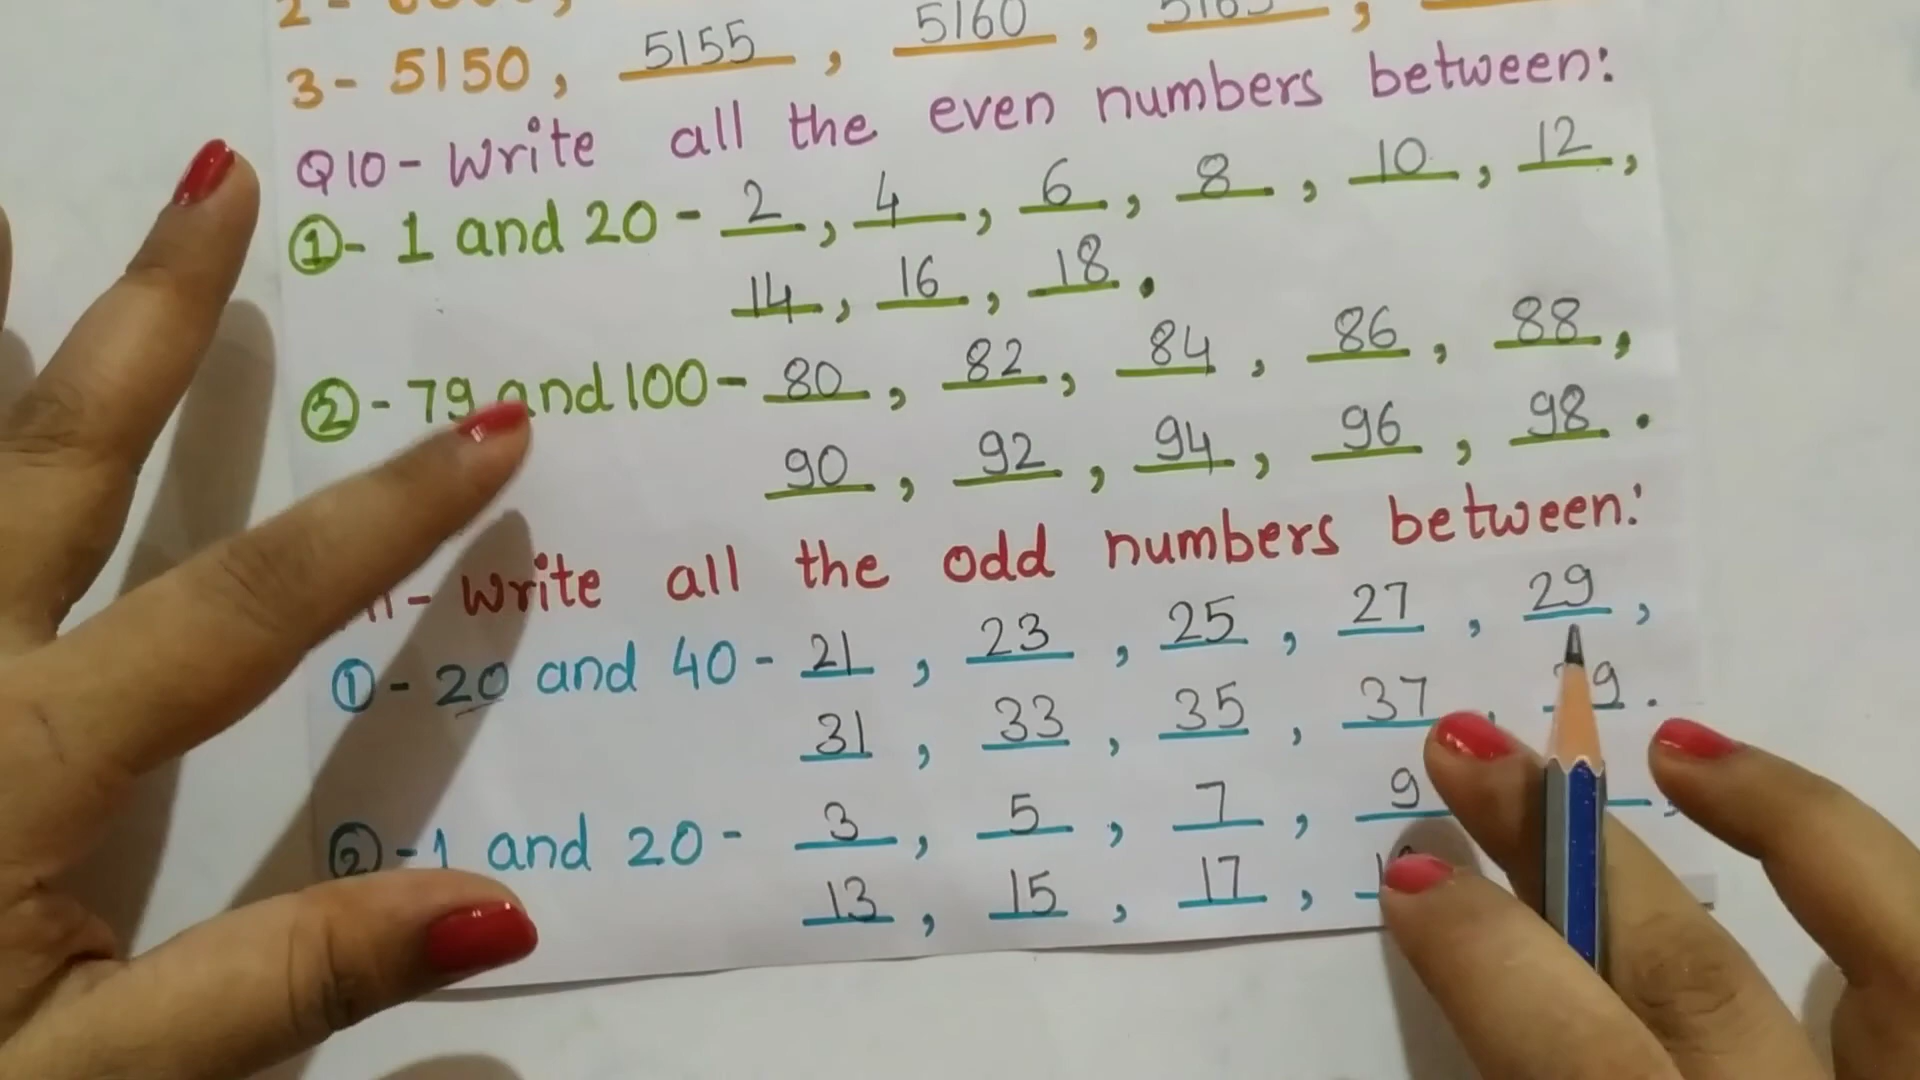 2-
3- 5150, 5155, 5160, 5165,
Q10- Write all the even numbers between:
①- 1 and 20 - 2, 4, 6, 8, 10, 12,
14, 16, 18.
②- 79 and 100- 80, 82, 84, 86, 88,
90, 92, 94, 96, 98.
- Write all the odd numbers between:
①- 20 and 40 - 21, 23, 25, 27, 29,
31, 33, 35, 37, 39.
②-1 and 20- 3, 5, 7, 9
13, 15, 17,